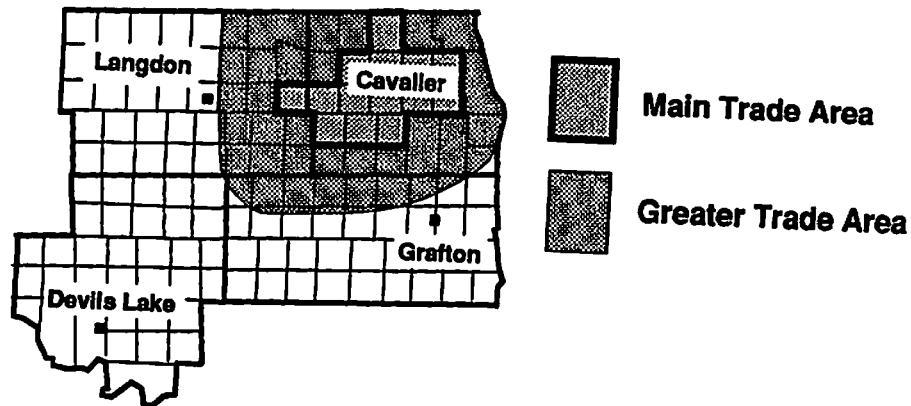 Langdon
Cavalier
Main Trade Area
Greater Trade Area
Grafton
Devils Lake